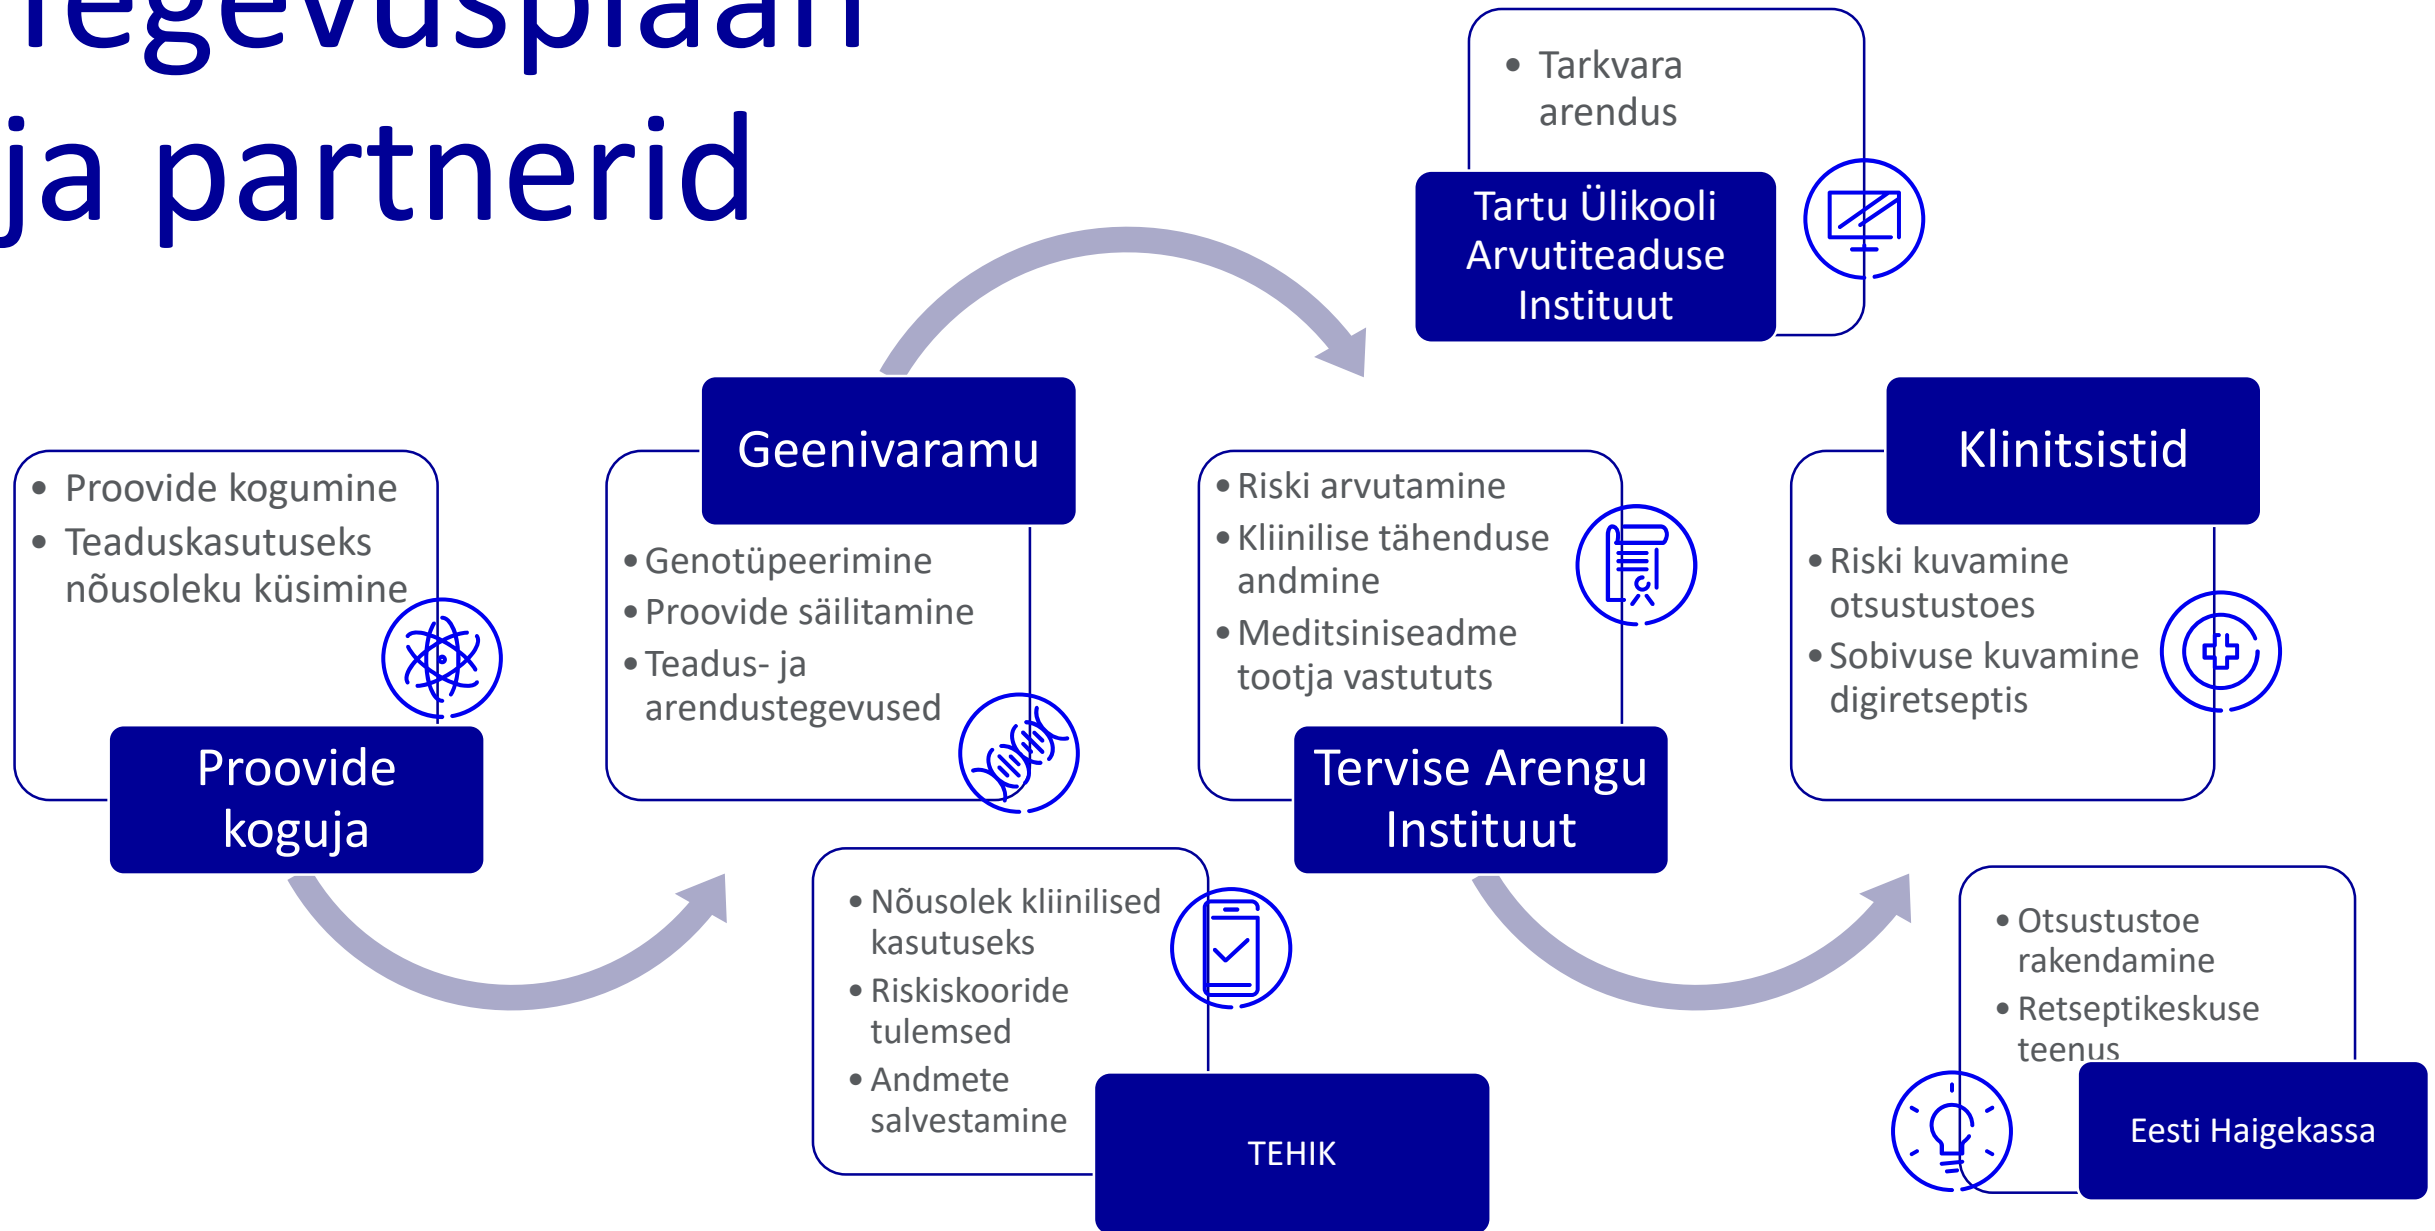 Tegevusplaan
ja partnerid
• Tarkvara
arendus
Tartu Ülikooli
Arvutiteaduse
Instituut
• Proovide kogumine
• Teaduskasutuseks
nõusoleku küsimine
Proovide
koguja
Geenivaramu
• Genotüpeerimine
• Proovide säilitamine
• Teadus- ja
arendustegevused
• Riski arvutamine
• Kliinilise tähenduse
andmine
• Meditsiniseadme
tootja vastututs
Tervise Arengu
Instituut
Klinitsistid
• Riski kuvamine
otsustustoes
• Sobivuse kuvamine
digiretseptis
• Nõusolek kliinilised
kasutuseks
• Riskiskooride
tulemsed
• Andmete
salvestamine
TEHIK
• Otsustustoe
rakendamine
• Retseptikeskuse
teenus
Eesti Haigekassa